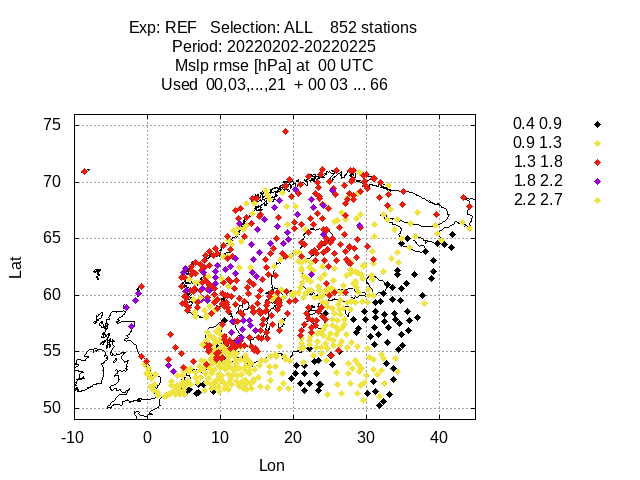 Exp: REF   Selection: ALL    852 stations
Period: 20220202-20220225
Mslp rmse [hPa] at  00 UTC
Used  00,03,...,21  + 00 03 ... 66
0.4 0.9
0.9 1.3
1.3 1.8
1.8 2.2
2.2 2.7
75
70
65
60
55
50
Lat
-10 0 10 20 30 40
Lon